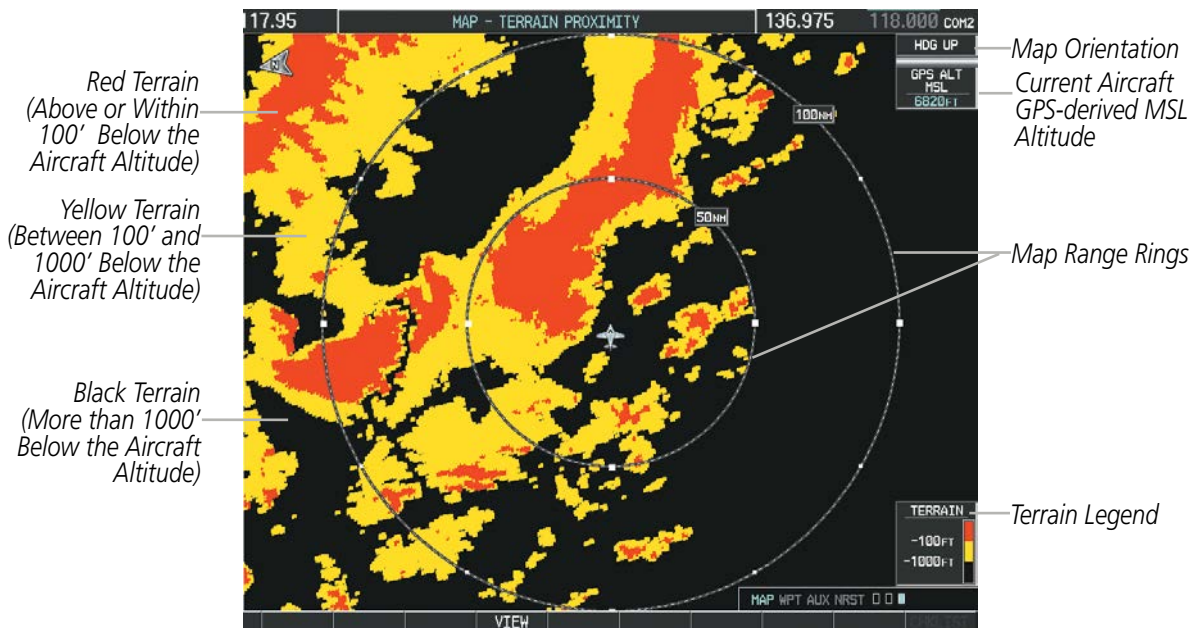 117.95
MAP - TERRAIN PROXIMITY
136.975
118.000 COM2
HDG UP
GPS ALT
MSL
6820FT
N
100NM
50NM
Red Terrain
(Above or Within
100' Below the
Aircraft Altitude)
Yellow Terrain
(Between 100' and
1000' Below the
Aircraft Altitude)
Black Terrain
(More than 1000'
Below the Aircraft
Altitude)
Map Orientation
Current Aircraft
GPS-derived MSL
Altitude
Map Range Rings
Terrain Legend
TERRAIN
-100FT
-1000FT
MAP WPT AUX NRST
VIEW